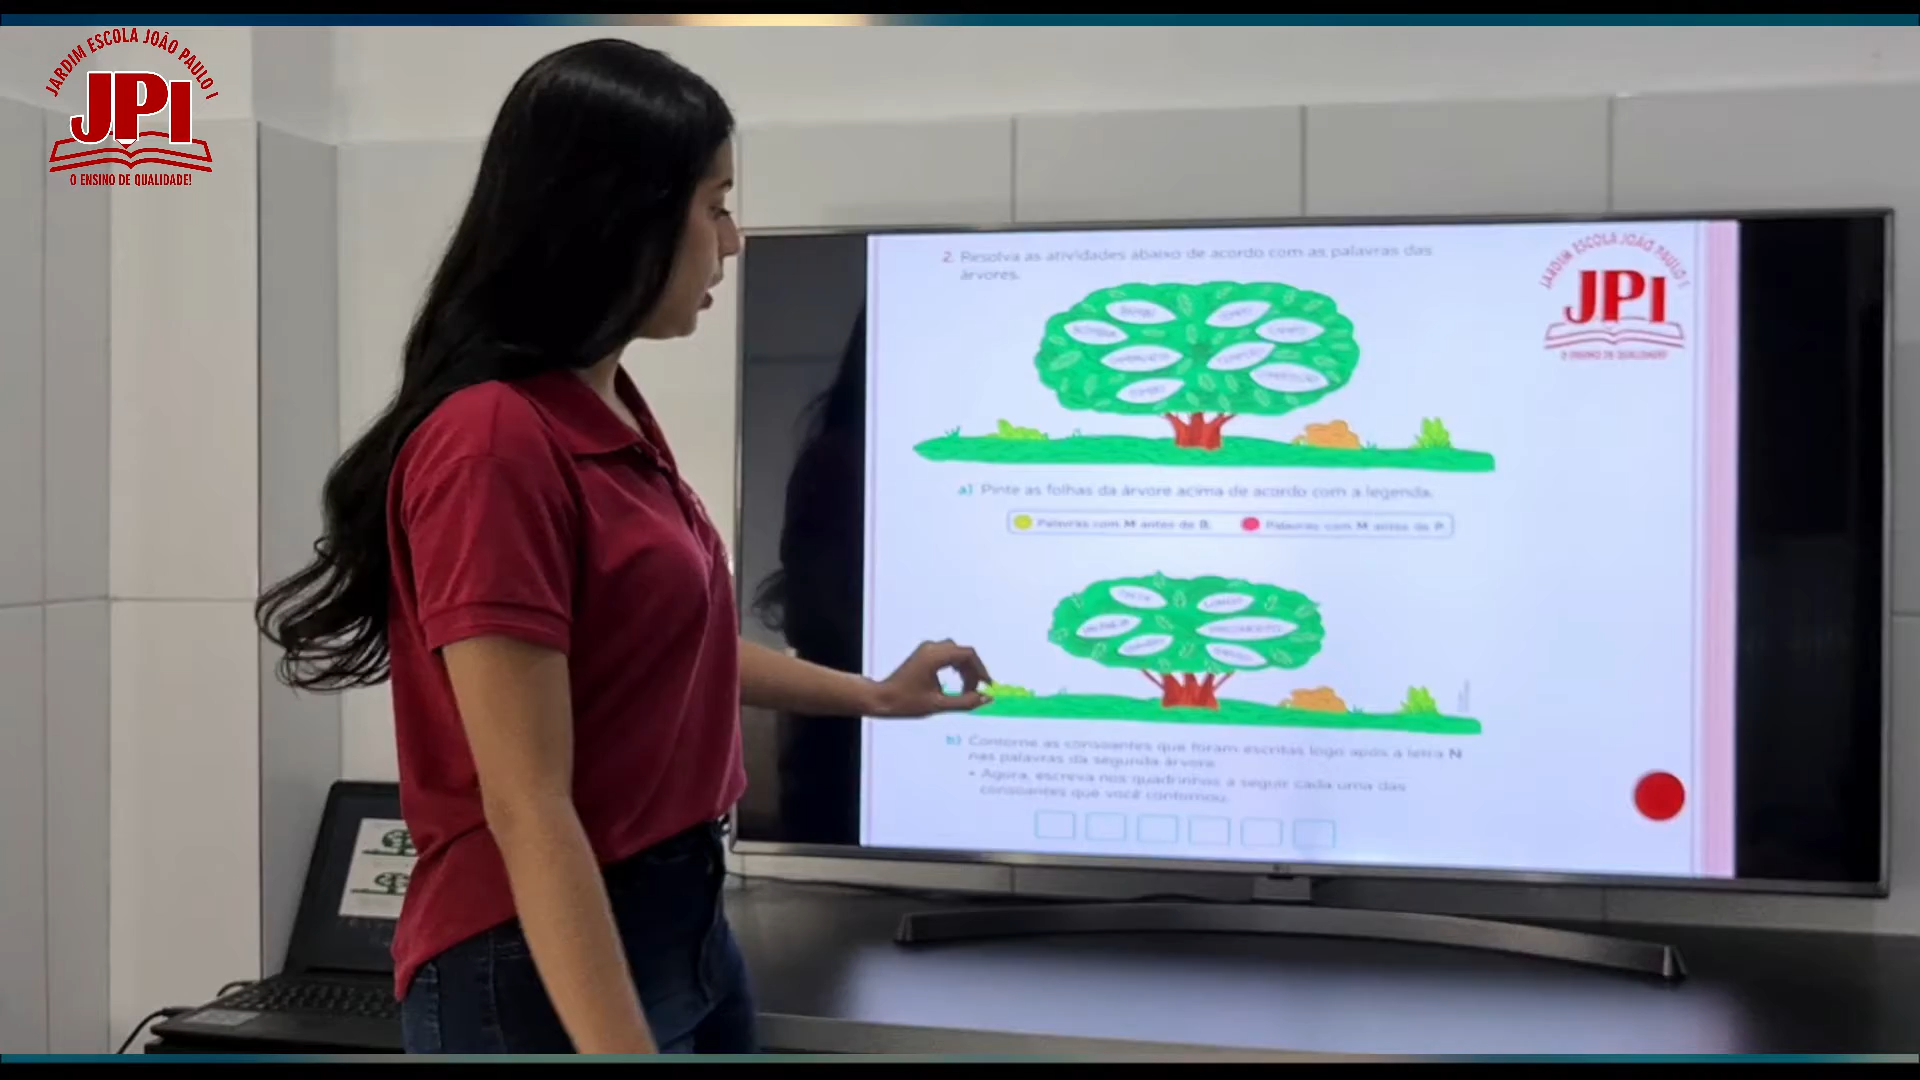 JARDIM ESCOLA JOÃO PAULO I
JPI
O ENSINO DE QUALIDADE!
2. Resolva as atividades abaixo de acordo com as palavras das
árvores.
JARDIM ESCOLA JOÃO PAULO I
JPI
O ENSINO DE QUALIDADE!
a) Pinte as folhas da árvore acima de acordo com a legenda.
Palavras com M antes de B. Palavras com M antes de P.
b) Contorne as consoantes que foram escritas logo após a letra N
nas palavras da segunda árvore.
• Agora, escreva nos quadrinhos a seguir cada uma das
consoantes que você contornou.